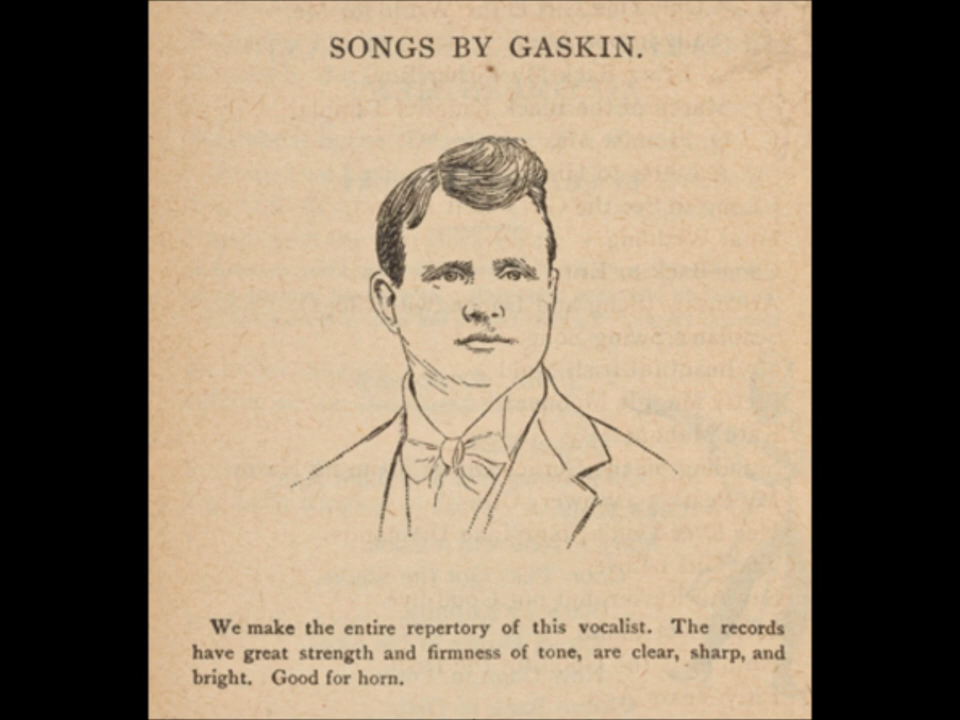 SONGS BY GASKIN.
We make the entire repertory of this vocalist. The records
have great strength and firmness of tone, are clear, sharp, and
bright. Good for horn.